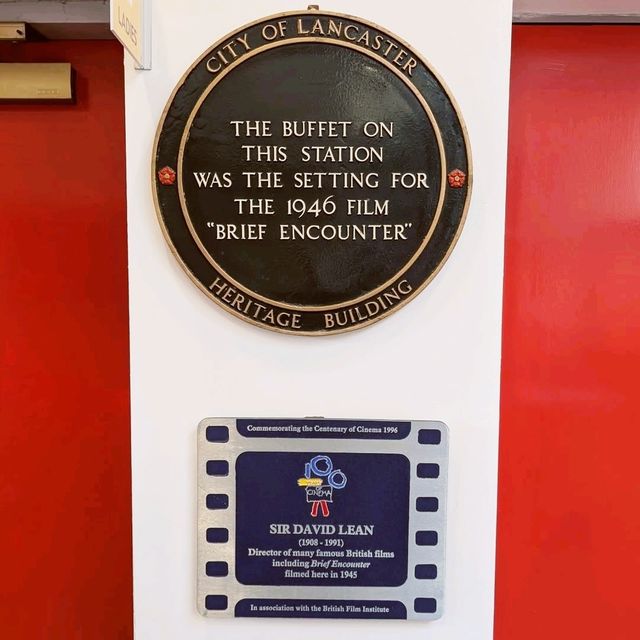 LADIES
CITY OF LANCASTER
THE BUFFET ON
THIS STATION
WAS THE SETTING FOR
THE 1946 FILM
"BRIEF ENCOUNTER"
HERITAGE BUILDING
Commemorating the Centenary of Cinema 1996
100
CINEMA
SIR DAVID LEAN
(1908 - 1991)
Director of many famous British films
including Brief Encounter
filmed here in 1945
In association with the British Film Institute